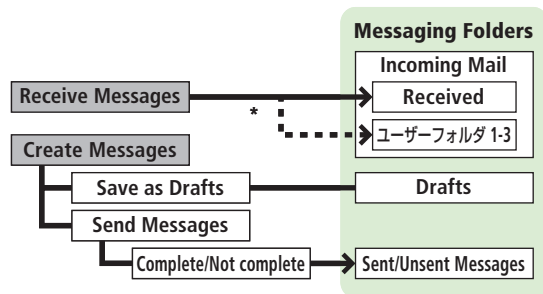 Messaging Folders
Incoming Mail
Receive Messages
Received
*
ユーザーフォルダ 1-3
Create Messages
Save as Drafts
Drafts
Send Messages
Complete/Not complete
Sent/Unsent Messages